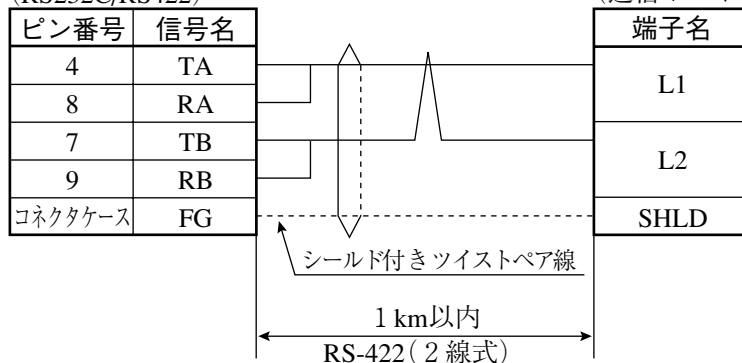 (RS232C/RS422)
ピン番号 信号名 端子名
4 TA L1
8 RA
7 TB L2
9 RB
コネクタケース FG SHLD
シールド付きツイストペア線
1 km以内
RS-422(2線式)